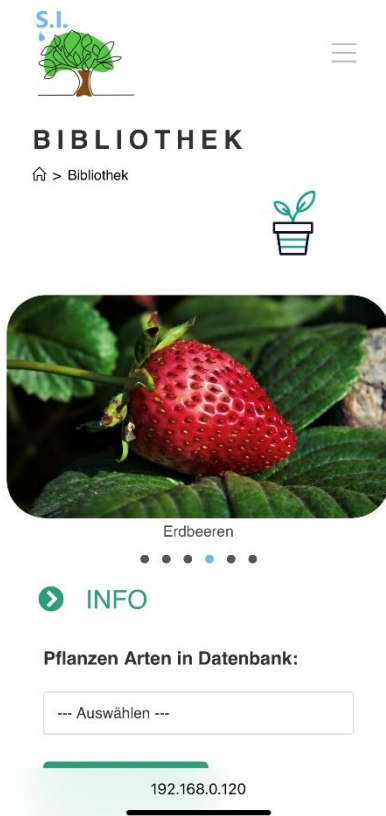 S.I.
BIBLIOTHEK
> Bibliothek
Erdbeeren
INFO
Pflanzen Arten in Datenbank:
--- Auswählen ---
192.168.0.120